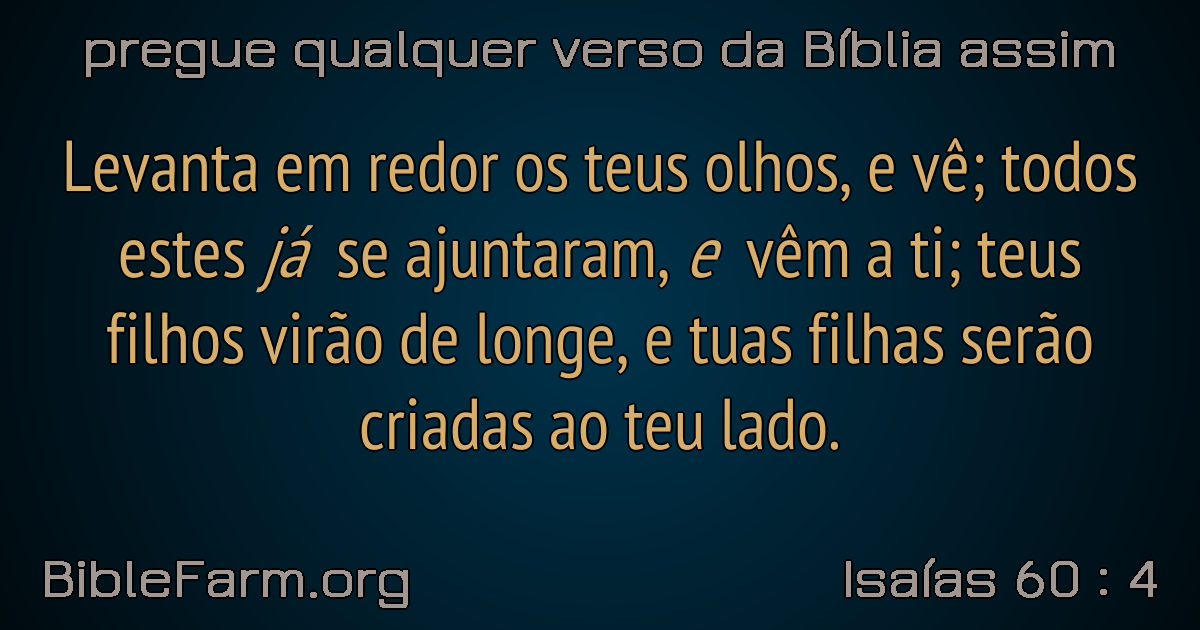 pregue qualquer verso da Bíblia assim
Levanta em redor os teus olhos, e vê; todos
estes já se ajuntaram, e vêm a ti; teus
filhos virão de longe, e tuas filhas serão
criadas ao teu lado.
BibleFarm.org
Isaías 60 : 4